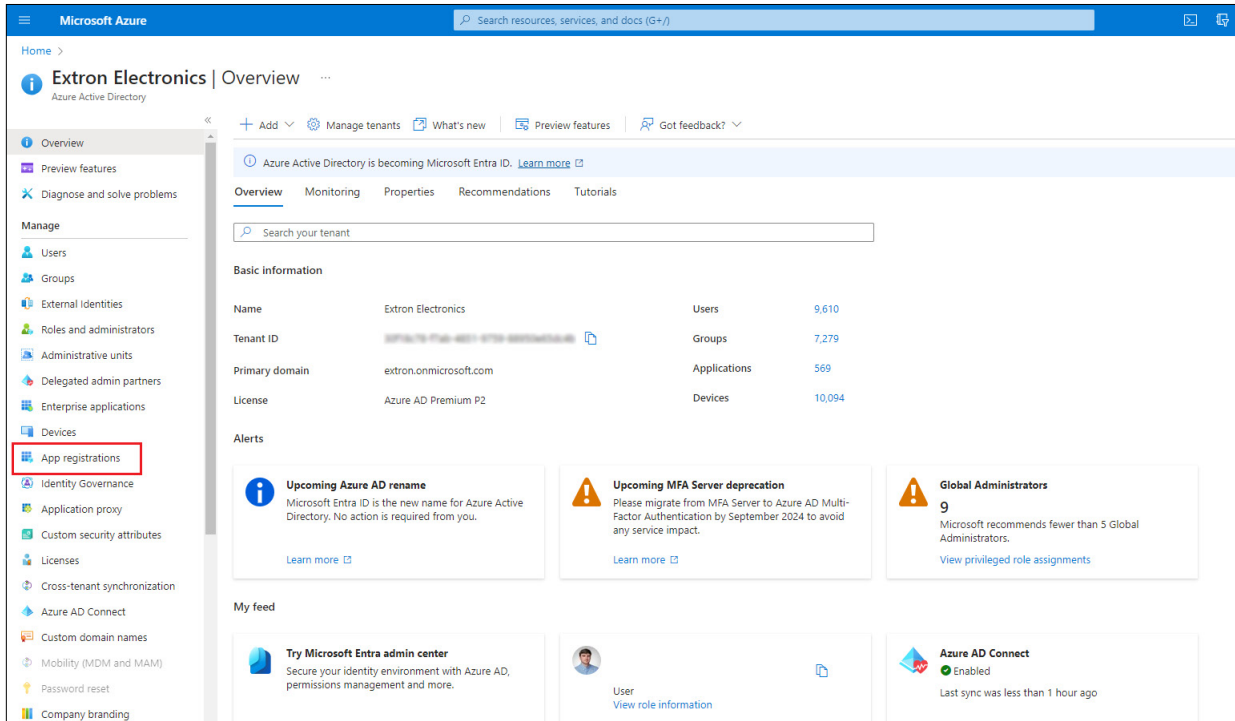 Microsoft Azure
Search resources, services, and docs (G+/)
Home >
Extron Electronics | Overview ...
Azure Active Directory
«
Overview
Preview features
Diagnose and solve problems
Manage
Users
Groups
External Identities
Roles and administrators
Administrative units
Delegated admin partners
Enterprise applications
Devices
App registrations
Identity Governance
Application proxy
Custom security attributes
Licenses
Cross-tenant synchronization
Azure AD Connect
Custom domain names
Mobility (MDM and MAM)
Password reset
Company branding
Add Manage tenants What's new Preview features Got feedback?
Azure Active Directory is becoming Microsoft Entra ID. Learn more
Overview Monitoring Properties Recommendations Tutorials
Search your tenant
Basic information
Name Extron Electronics Users 9,610
Tenant ID Groups 7,279
Primary domain extron.onmicrosoft.com Applications 569
License Azure AD Premium P2 Devices 10,094
Alerts
Upcoming Azure AD rename
Microsoft Entra ID is the new name for Azure Active
Directory. No action is required from you.
Learn more
Upcoming MFA Server deprecation
Please migrate from MFA Server to Azure AD Multi-
Factor Authentication by September 2024 to avoid
any service impact.
Learn more
Global Administrators
9
Microsoft recommends fewer than 5 Global
Administrators.
View privileged role assignments
My feed
Try Microsoft Entra admin center
Secure your identity environment with Azure AD,
permissions management and more.
User
View role information
Azure AD Connect
Enabled
Last sync was less than 1 hour ago